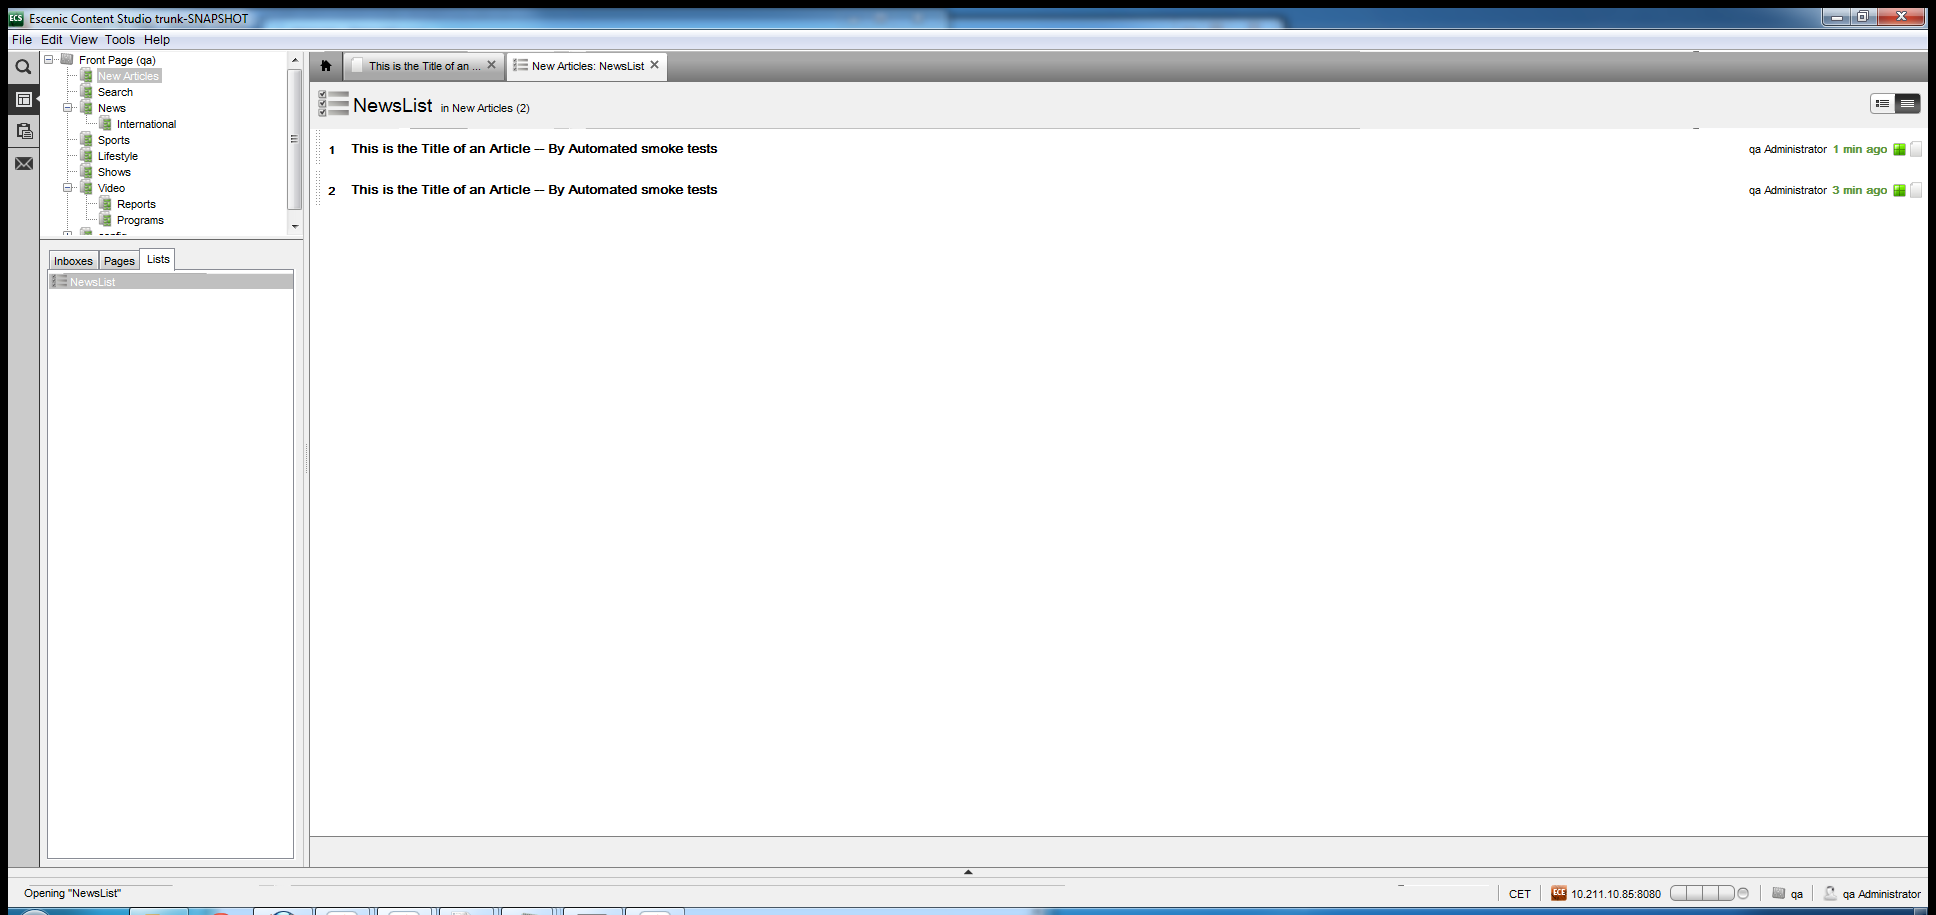 Escenic Content Studio trunk-SNAPSHOT
File Edit View Tools Help
Front Page (qa)
New Articles
Search
News
International
Sports
Lifestyle
Shows
Video
Reports
Programs
Inboxes Pages Lists
NewsList
This is the Title of an ... New Articles: NewsList
NewsList in New Articles (2)
1 This is the Title of an Article -- By Automated smoke tests qa Administrator 1 min ago
2 This is the Title of an Article -- By Automated smoke tests qa Administrator 3 min ago
Opening "NewsList" CET ECE 10.211.10.85:8080 qa qa Administrator